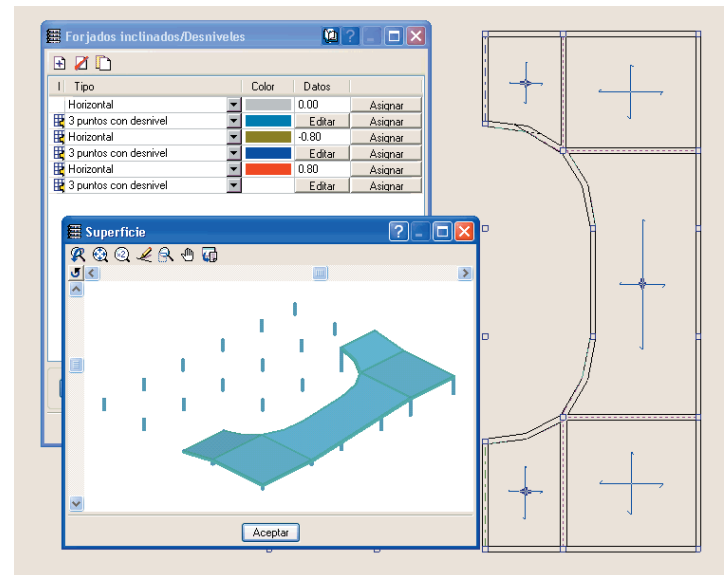 Forjados inclinados/Desniveles
I Tipo Color Datos
Horizontal 0.00 Asignar
3 puntos con desnivel Editar Asignar
Horizontal -0.80 Asignar
3 puntos con desnivel Editar Asignar
Horizontal 0.80 Asignar
3 puntos con desnivel Editar Asignar
Superficie
Aceptar